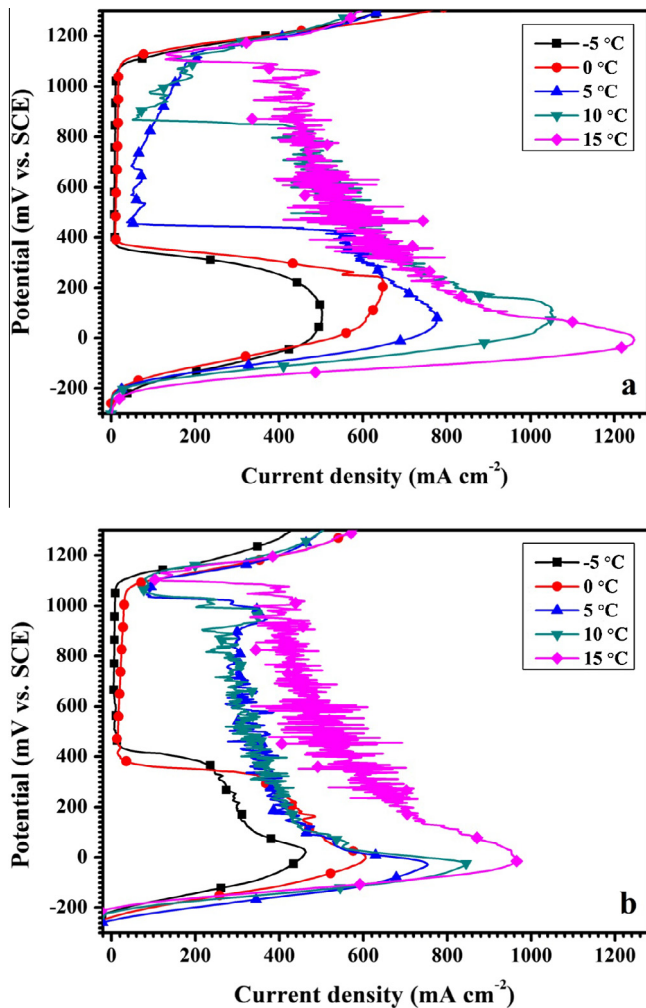 1200
1000
800
600
400
200
0
-200
Potential (mV vs. SCE)
-5 °C
0 °C
5 °C
10 °C
15 °C
a
0 200 400 600 800 1000 1200
Current density (mA cm-2)
1200
1000
800
600
400
200
0
-200
Potential (mV vs. SCE)
-5 °C
0 °C
5 °C
10 °C
15 °C
b
0 200 400 600 800 1000 1200
Current density (mA cm-2)